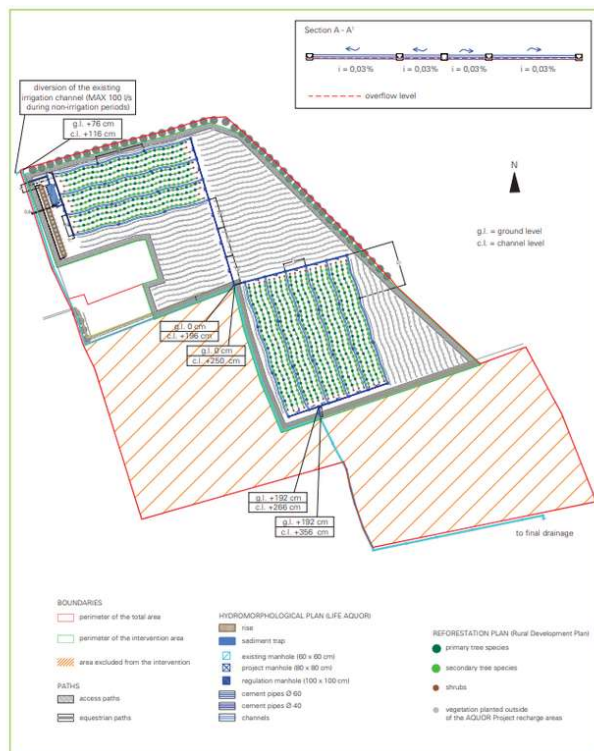 Section A - A'
i = 0,03%
i = 0,03%
i = 0,03%
i = 0,03%
overflow level
diversion of the existing
irrigation channel (MAX 100 l/s
during non-irrigation periods)
g.l. +76 cm
c.l. +116 cm
N
g.l. = ground level
c.l. = channel level
g.l. 0 cm
c.l. +196 cm
g.l. 0 cm
c.l. +250 cm
g.l. +192 cm
c.l. +266 cm
g.l. +192 cm
c.l. +356 cm
to final drainage
BOUNDARIES
perimeter of the total area
perimeter of the intervention area
area excluded from the intervention
PATHS
access paths
equestrian paths
HYDROMORPHOLOGICAL PLAN (LIFE AQUOR)
rise
sediment trap
existing manhole (60 x 60 cm)
project manhole (80 x 80 cm)
regulation manhole (100 x 100 cm)
cement pipes Ø 60
cement pipes Ø 40
channels
REFORESTATION PLAN (Rural Development Plan)
primary tree species
secondary tree species
shrubs
vegetation planted outside
of the AQUOR Project recharge areas